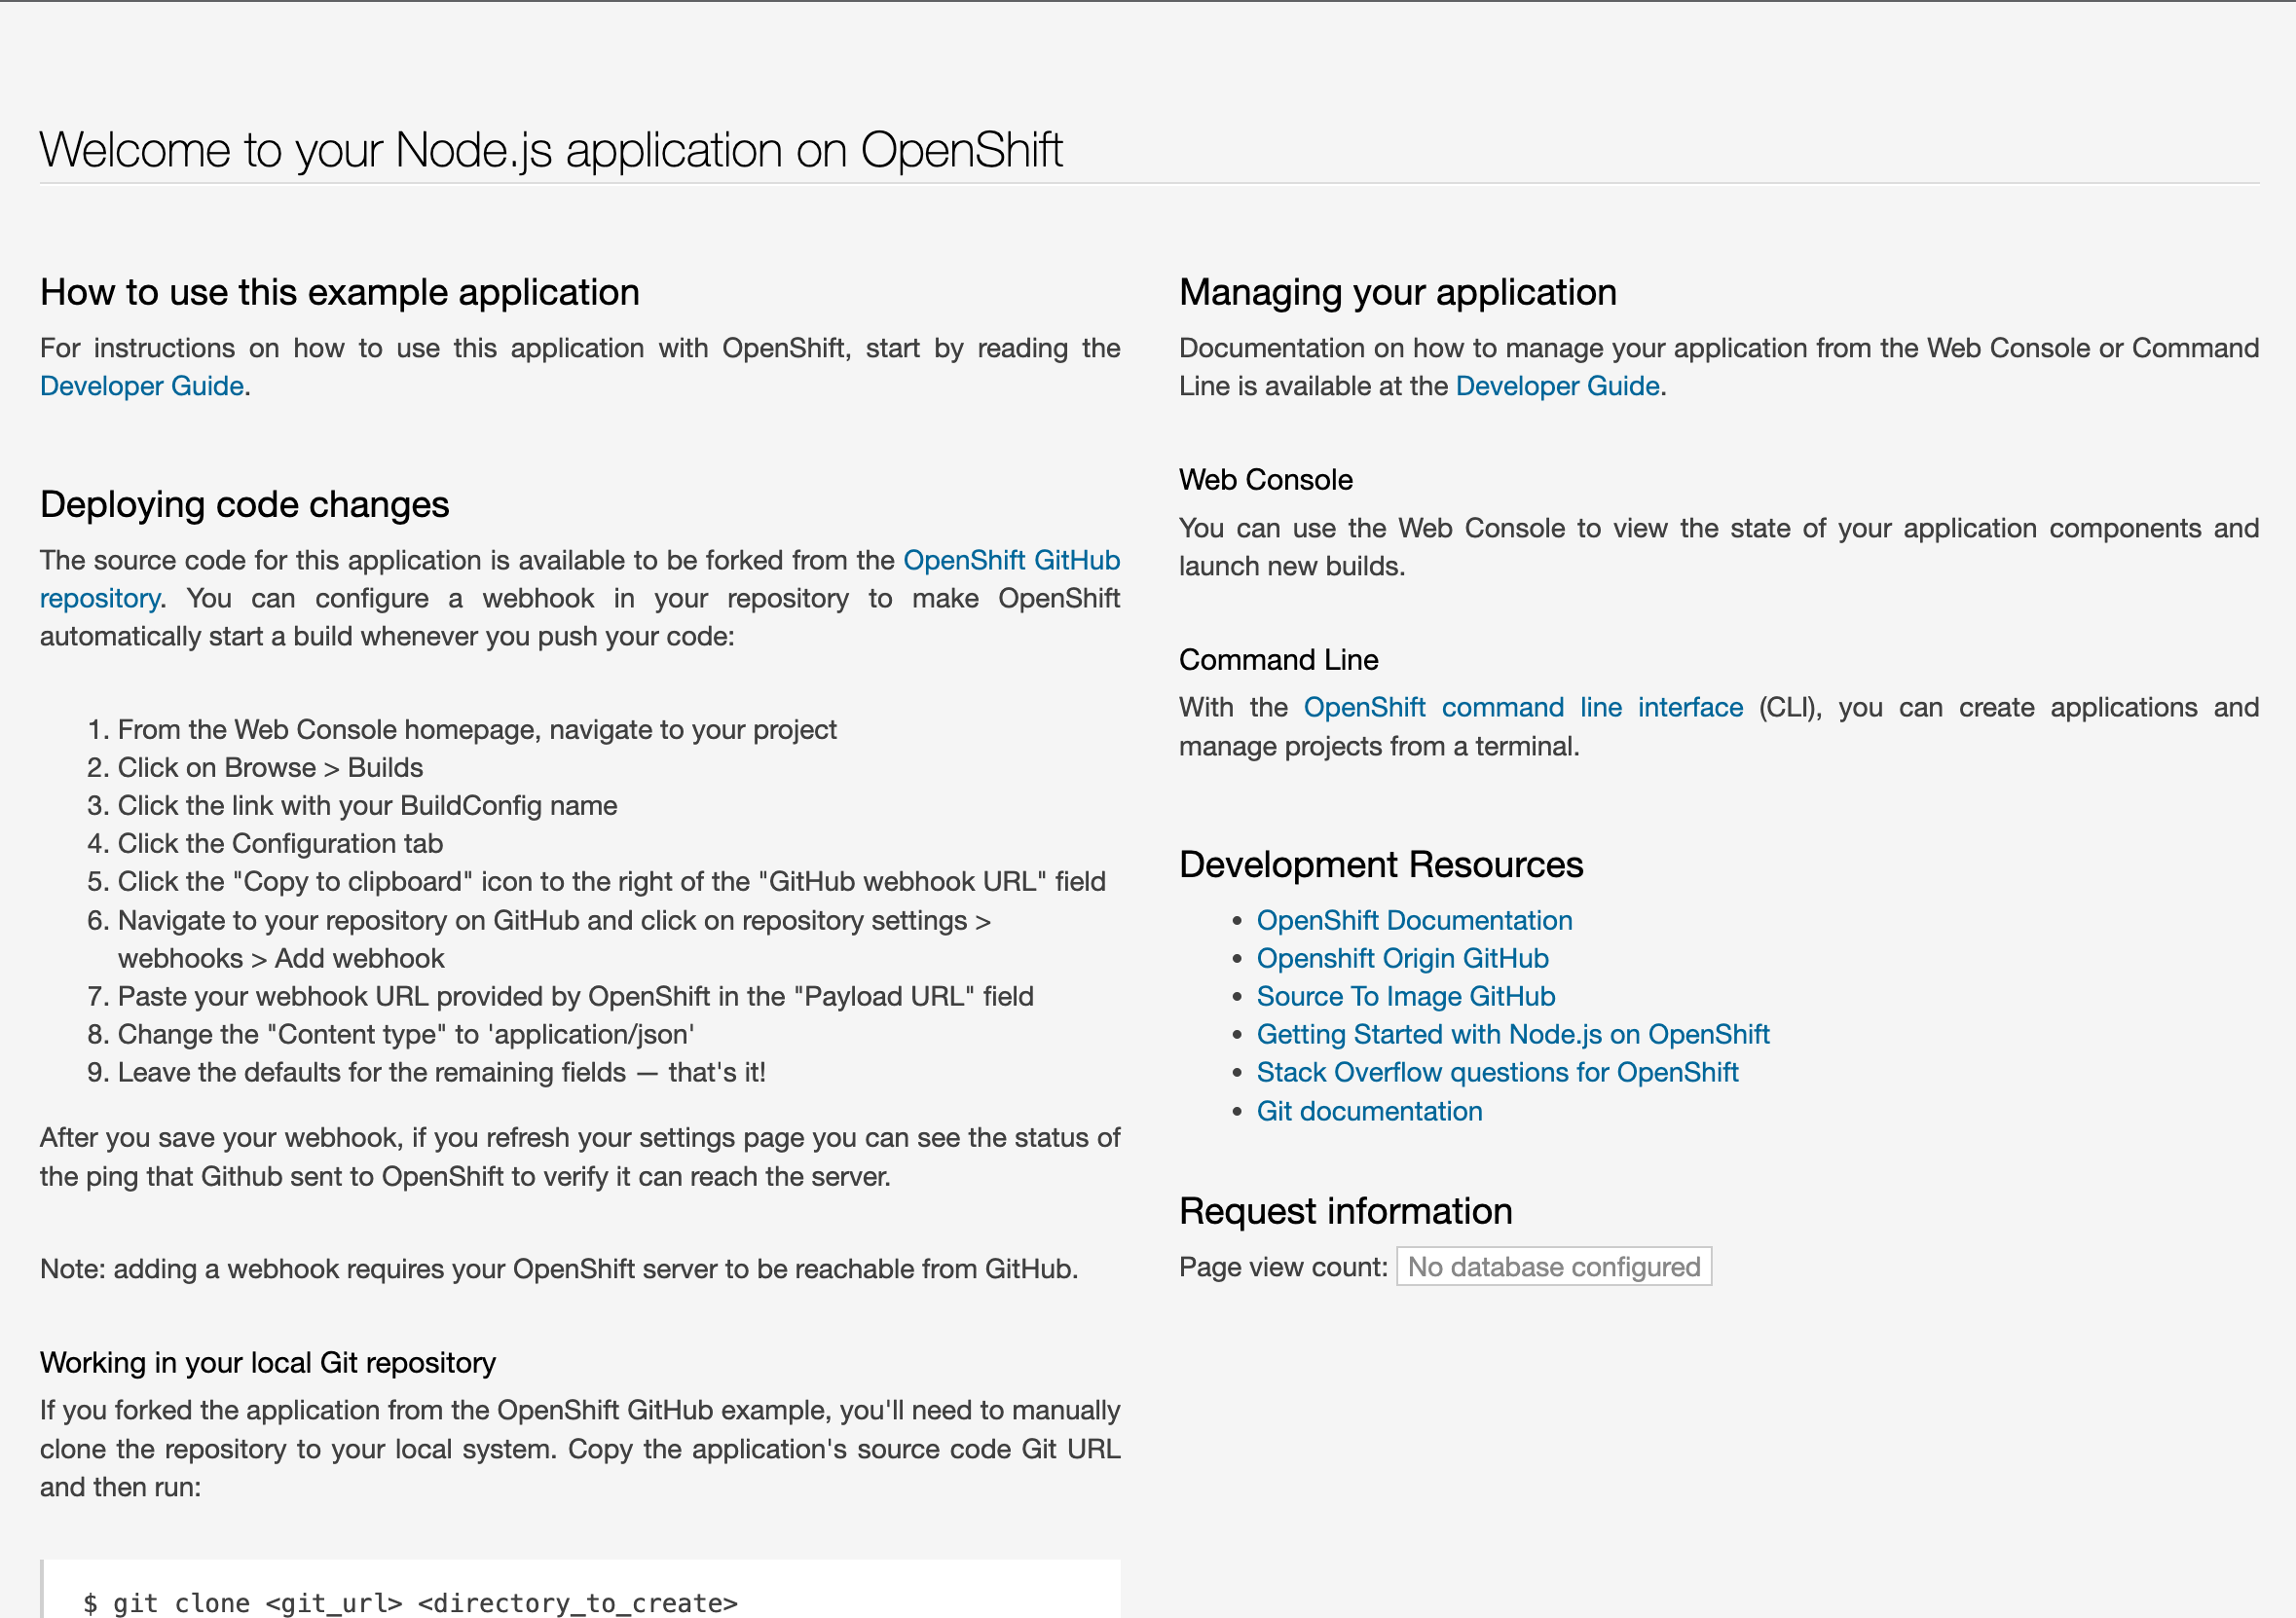 Welcome to your Node.js application on OpenShift
How to use this example application
For instructions on how to use this application with OpenShift, start by reading the
Developer Guide.
Deploying code changes
The source code for this application is available to be forked from the OpenShift GitHub
repository. You can configure a webhook in your repository to make OpenShift
automatically start a build whenever you push your code:
1. From the Web Console homepage, navigate to your project
2. Click on Browse > Builds
3. Click the link with your BuildConfig name
4. Click the Configuration tab
5. Click the "Copy to clipboard" icon to the right of the "GitHub webhook URL" field
6. Navigate to your repository on GitHub and click on repository settings >
webhooks > Add webhook
7. Paste your webhook URL provided by OpenShift in the "Payload URL" field
8. Change the "Content type" to 'application/json'
9. Leave the defaults for the remaining fields — that's it!
After you save your webhook, if you refresh your settings page you can see the status of
the ping that Github sent to OpenShift to verify it can reach the server.
Note: adding a webhook requires your OpenShift server to be reachable from GitHub.
Working in your local Git repository
If you forked the application from the OpenShift GitHub example, you'll need to manually
clone the repository to your local system. Copy the application's source code Git URL
and then run:
$ git clone <git_url> <directory_to_create>
Managing your application
Documentation on how to manage your application from the Web Console or Command
Line is available at the Developer Guide.
Web Console
You can use the Web Console to view the state of your application components and
launch new builds.
Command Line
With the OpenShift command line interface (CLI), you can create applications and
manage projects from a terminal.
Development Resources
• OpenShift Documentation
• Openshift Origin GitHub
• Source To Image GitHub
• Getting Started with Node.js on OpenShift
• Stack Overflow questions for OpenShift
• Git documentation
Request information
Page view count: No database configured